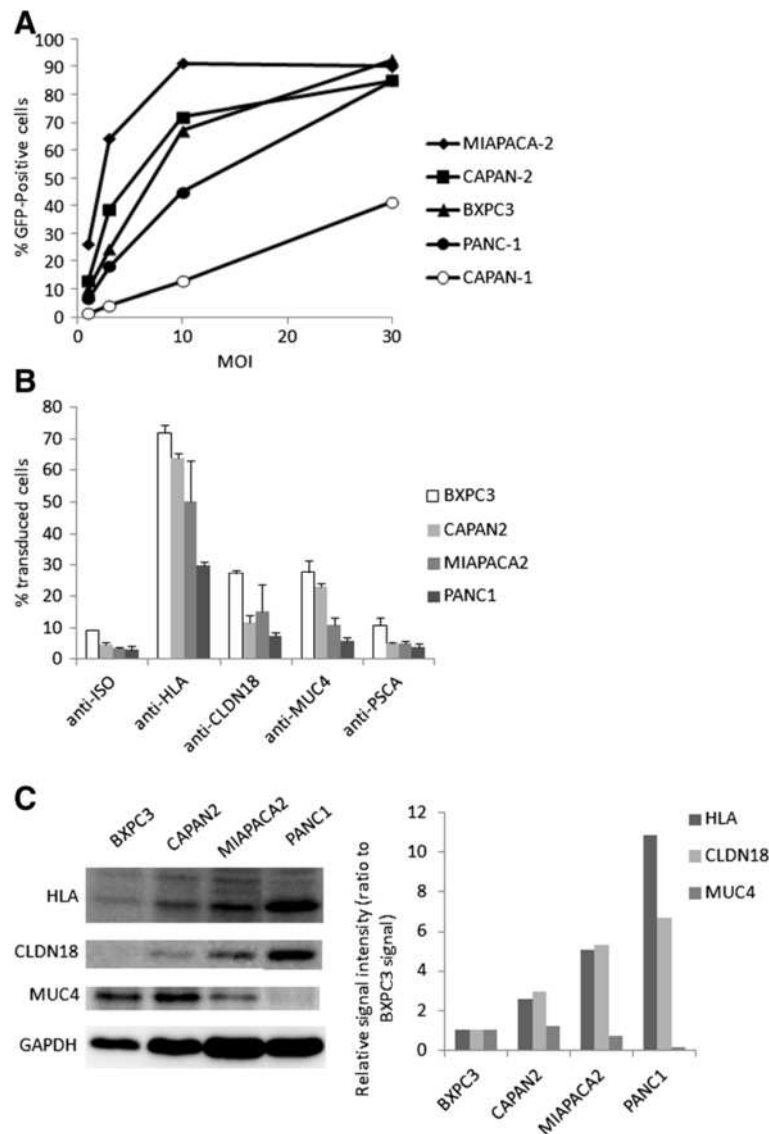 A
% GFP-Positive cells
100
90
80
70
60
50
40
30
20
10
0
0
10
20
30
MOI
MIAPACA-2
CAPAN-2
BXPC3
PANC-1
CAPAN-1
B
% transduced cells
80
70
60
50
40
30
20
10
0
anti-ISO
anti-HLA
anti-CLDN18
anti-MUC4
anti-PSCA
BXPC3
CAPAN2
MIAPACA2
PANC1
C
BXPC3
CAPAN2
MIAPACA2
PANC1
HLA
CLDN18
MUC4
GAPDH
Relative signal intensity (ratio to
BXPC3 signal)
12
10
8
6
4
2
0
BXPC3
CAPAN2
MIAPACA2
PANC1
HLA
CLDN18
MUC4